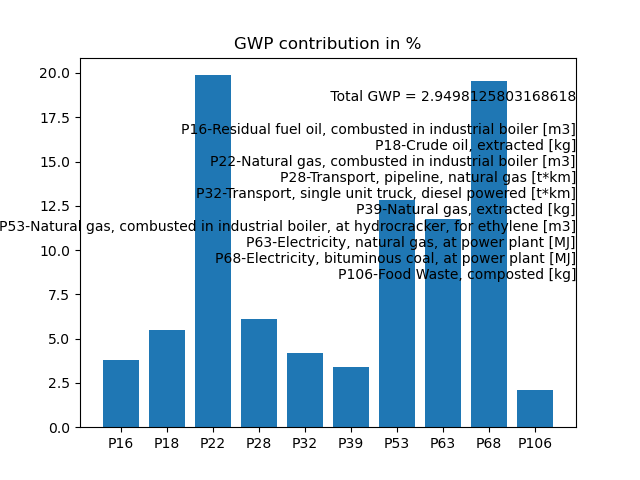 GWP contribution in %
20.0
17.5
15.0
12.5
10.0
7.5
5.0
2.5
0.0
Total GWP = 2.9498125803168618
P16-Residual fuel oil, combusted in industrial boiler [m3]
P18-Crude oil, extracted [kg]
P22-Natural gas, combusted in industrial boiler [m3]
P28-Transport, pipeline, natural gas [t*km]
P32-Transport, single unit truck, diesel powered [t*km]
P39-Natural gas, extracted [kg]
P53-Natural gas, combusted in industrial boiler, at hydrocracker, for ethylene [m3]
P63-Electricity, natural gas, at power plant [MJ]
P68-Electricity, bituminous coal, at power plant [MJ]
P106-Food Waste, composted [kg]
P16 P18 P22 P28 P32 P39 P53 P63 P68 P106